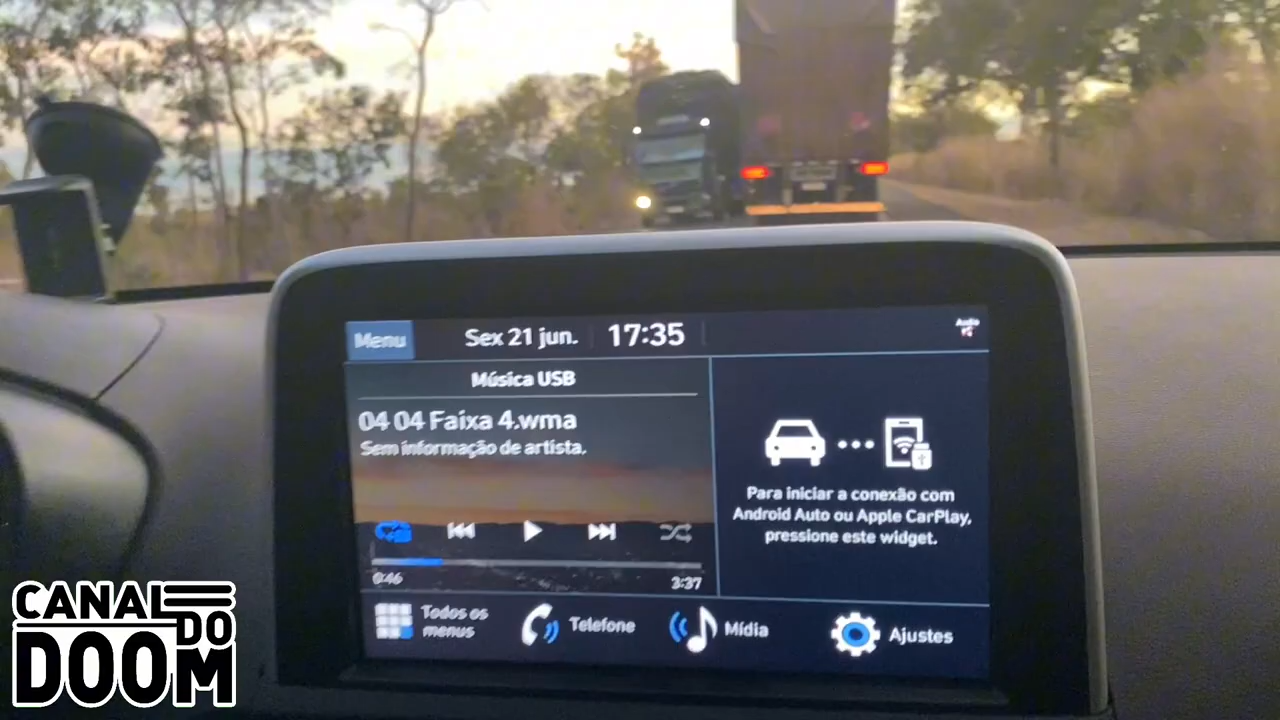 Menu
Sex 21 jun.
17:35
Audio
Música USB
04 04 Faixa 4.wma
Sem informação de artista.
0:46
3:37
Para iniciar a conexão com
Android Auto ou Apple CarPlay,
pressione este widget.
Todos os
menus
Telefone
Mídia
Ajustes
CANAL
DO
DOOM